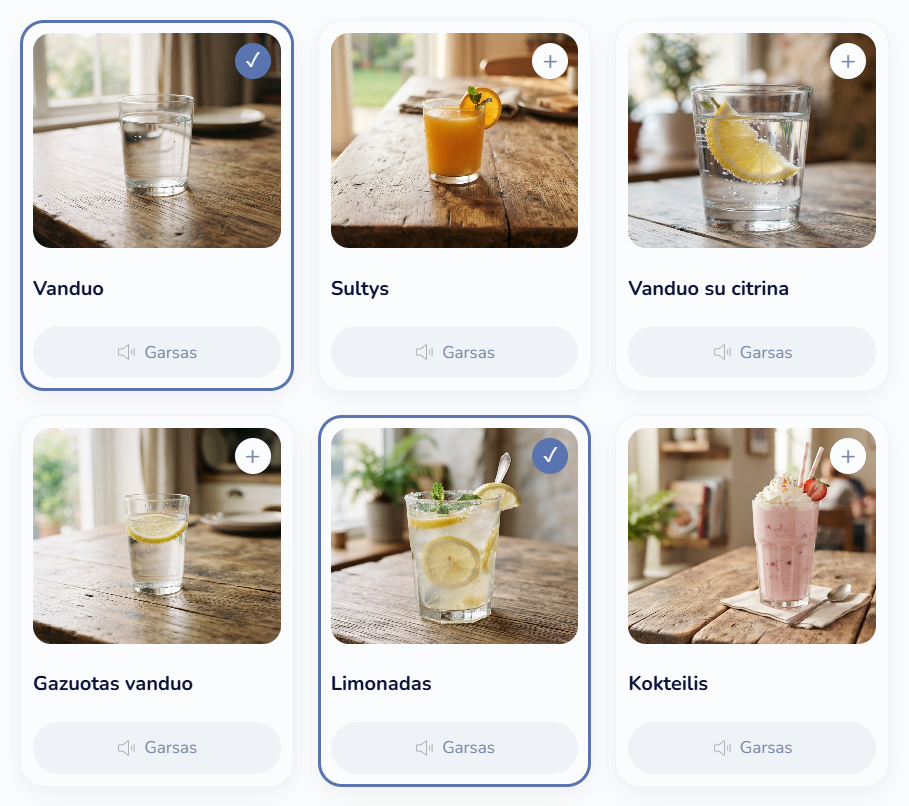 Vanduo
Sultys
Vanduo su citrina
Garsas
Garsas
Garsas
Gazuotas vanduo
Limonadas
Kokteilis
Garsas
Garsas
Garsas